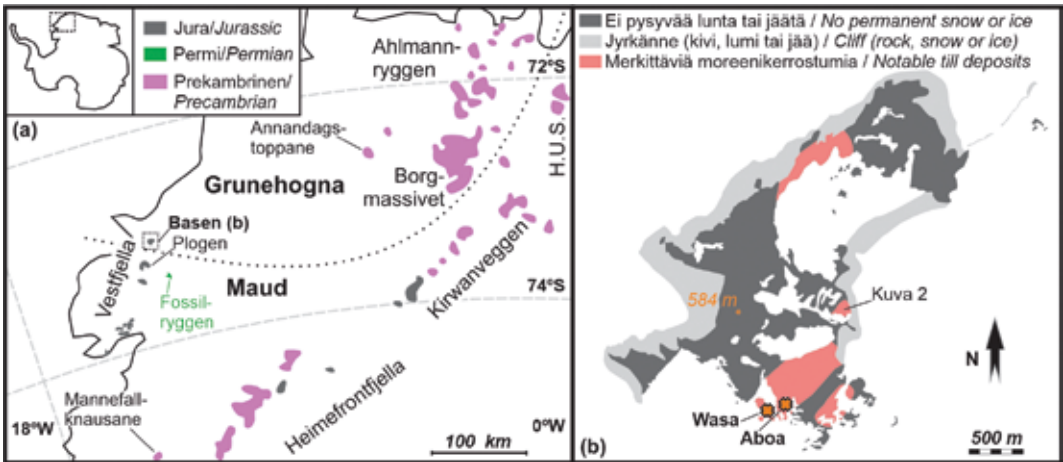 Jura/Jurassic
Permi/Permian
Prekambrinen/
Precambrian
(a)
Ahlmann-
ryggen
72°S
Annandags-
toppane
H.U.S.
Grunehogna
Borg-
massivet
Basen (b)
Plogen
Vestfjella
Maud
Fossil-
ryggen
Kirwanveggen
74°S
Heimefrontfjella
Mannefall-
knausane
18°W
0°W
100 km
Ei pysyvää lunta tai jäätä / No permanent snow or ice
Jyrkänne (kivi, lumi tai jää) / Cliff (rock, snow or ice)
Merkittäviä moreenikerrostumia / Notable till deposits
584 m
Kuva 2
N
Wasa
Aboa
(b)
500 m